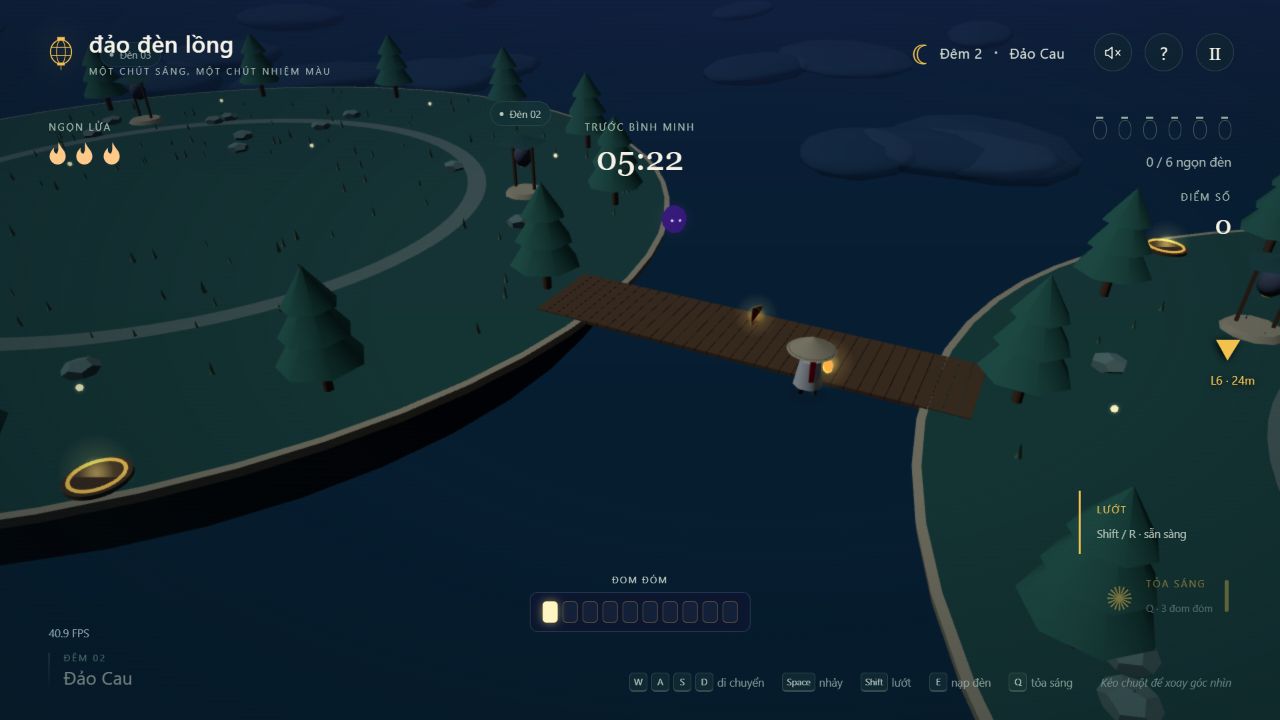 đảo đèn lồng
Đèn 03
MỘT CHÚT SÁNG, MỘT CHÚT NHIỆM MÀU
Đêm 2 · Đảo Cau
?
II
NGỌN LỬA
Đèn 02
TRƯỚC BÌNH MINH
05:22
0 / 6 ngọn đèn
ĐIỂM SỐ
0
L6 · 24m
LƯỚT
Shift / R · sẵn sàng
TỎA SÁNG
Q · 3 đom đóm
ĐOM ĐÓM
40.9 FPS
ĐÊM 02
Đảo Cau
W A S D di chuyển Space nhảy Shift lướt E nạp đèn Q tỏa sáng Kéo chuột để xoay góc nhìn